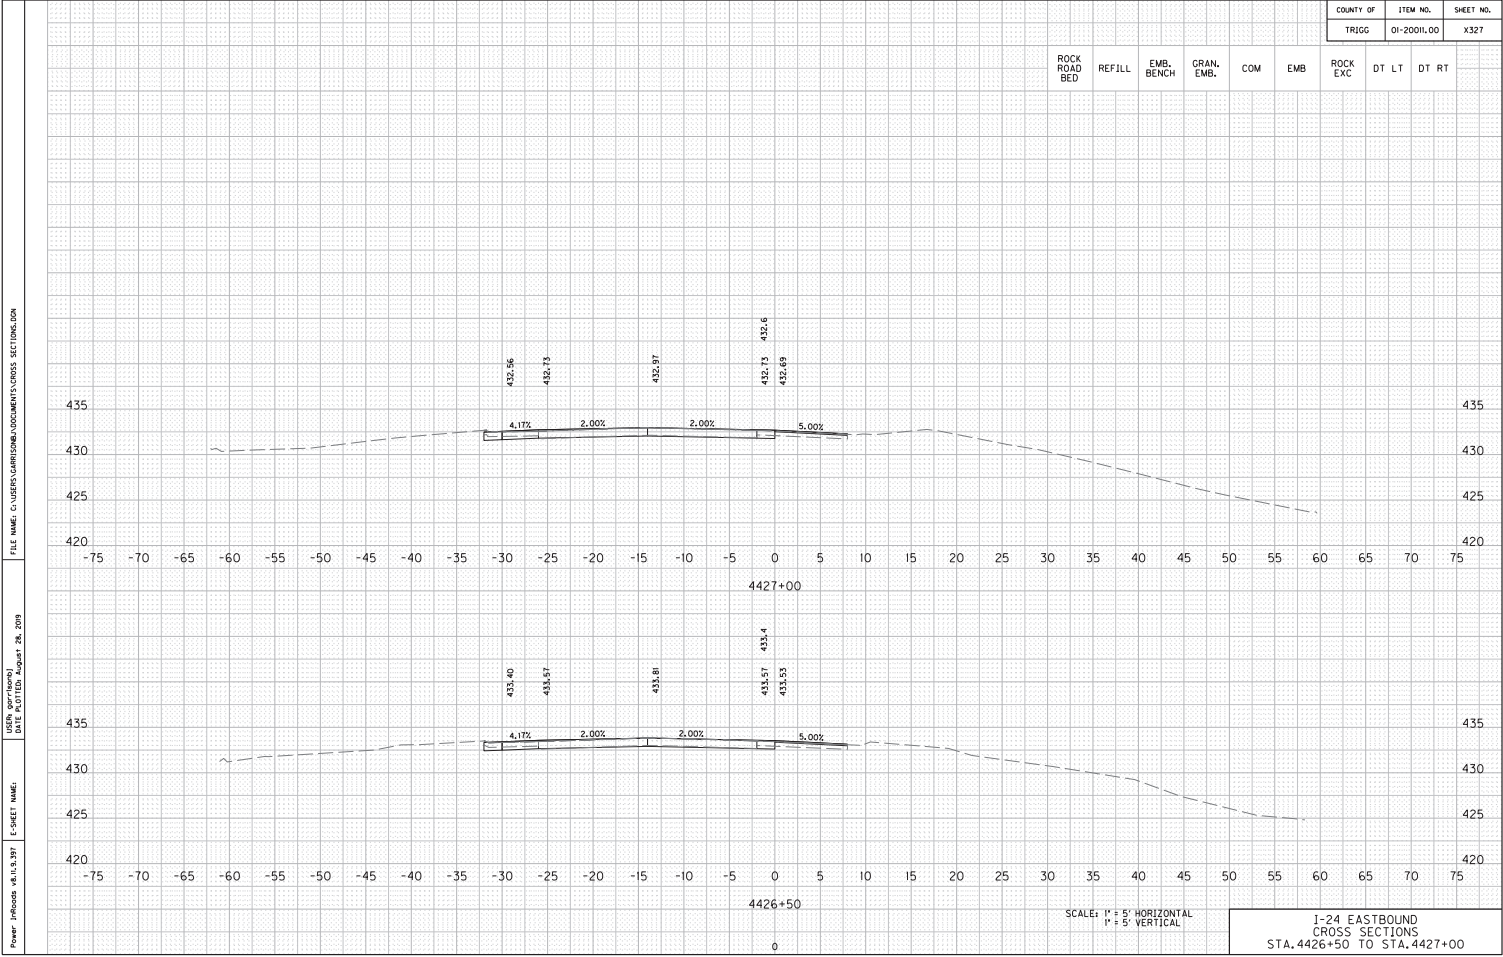 COUNTY OF ITEM NO. SHEET NO.
TRIGG 01-20011.00 X327
ROCK ROAD BED REFILL EMB. BENCH GRAN. EMB. COM EMB ROCK EXC DT LT DT RT
432.6
432.56 432.73 432.97 432.73 432.69
435 435
4.17% 2.00% 2.00% 5.00%
430 430
425 425
420 420
-75 -70 -65 -60 -55 -50 -45 -40 -35 -30 -25 -20 -15 -10 -5 0 5 10 15 20 25 30 35 40 45 50 55 60 65 70 75
4427+00
433.4
433.40 433.57 433.81 433.57 433.53
435 435
4.17% 2.00% 2.00% 5.00%
430 430
425 425
420 420
-75 -70 -65 -60 -55 -50 -45 -40 -35 -30 -25 -20 -15 -10 -5 0 5 10 15 20 25 30 35 40 45 50 55 60 65 70 75
4426+50
0
SCALE: 1" = 5' HORIZONTAL
1" = 5' VERTICAL
I-24 EASTBOUND
CROSS SECTIONS
STA.4426+50 TO STA.4427+00
FILE NAME: C:\USERS\GARRISONBJ\DOCUMENTS\CROSS SECTIONS.DGN
USER: garrisonbj
DATE PLOTTED: August 28, 2019
E-SHEET NAME:
Power InRoads v8.11.9.397